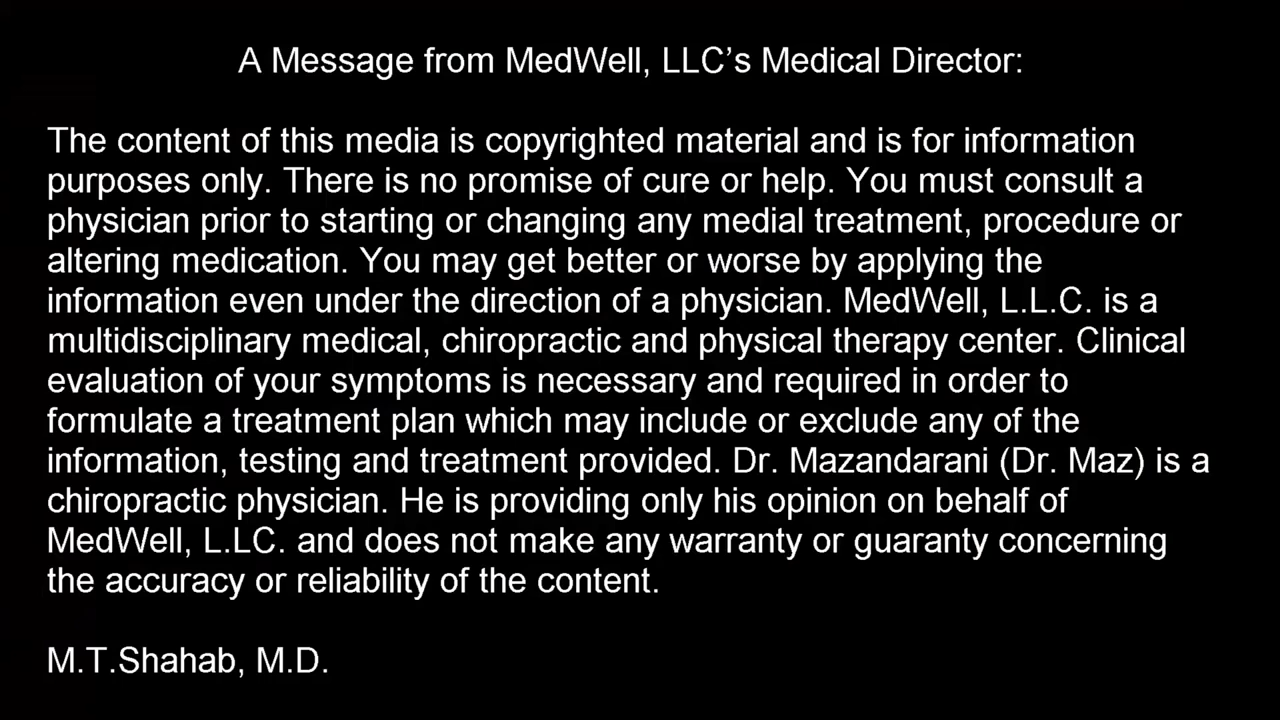 A Message from MedWell, LLC’s Medical Director:
The content of this media is copyrighted material and is for information
purposes only. There is no promise of cure or help. You must consult a
physician prior to starting or changing any medial treatment, procedure or
altering medication. You may get better or worse by applying the
information even under the direction of a physician. MedWell, L.L.C. is a
multidisciplinary medical, chiropractic and physical therapy center. Clinical
evaluation of your symptoms is necessary and required in order to
formulate a treatment plan which may include or exclude any of the
information, testing and treatment provided. Dr. Mazandarani (Dr. Maz) is a
chiropractic physician. He is providing only his opinion on behalf of
MedWell, L.LC. and does not make any warranty or guaranty concerning
the accuracy or reliability of the content.
M.T.Shahab, M.D.